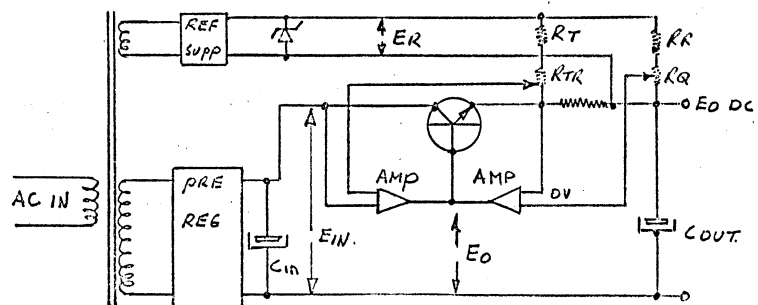 REF
SUPP
ER
RT
RR
RTR
RQ
EO DC
AC IN
PRE
REG
Cin
EIN.
AMP
AMP
DV
EO
COUT.